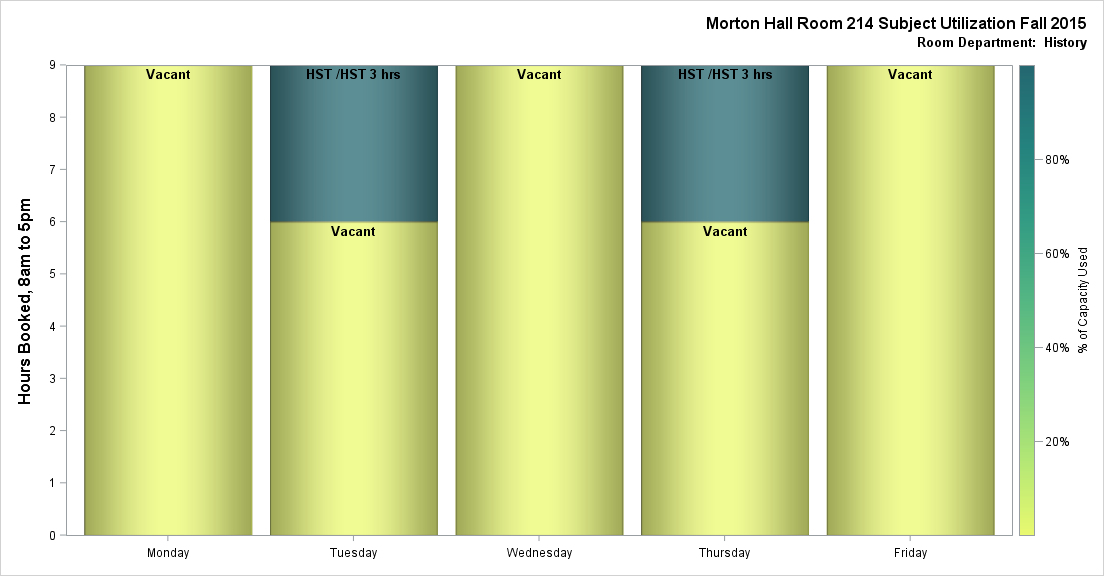 Morton Hall Room 214 Subject Utilization Fall 2015
Room Department: History
Hours Booked, 8am to 5pm
9
8
7
6
5
4
3
2
1
0
Vacant
HST /HST 3 hrs
Vacant
HST /HST 3 hrs
Vacant
Vacant
Vacant
Monday
Tuesday
Wednesday
Thursday
Friday
80%
60%
40%
20%
% of Capacity Used